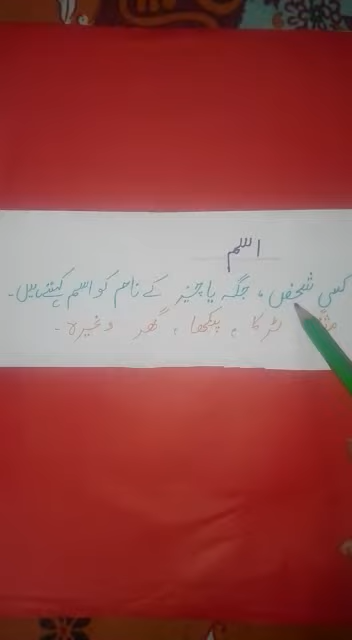 اسم
کسی شخص، جگہ یا چیز کے نام کو اسم کہتے ہیں۔
لڑکا، پنکھا، گھر وغیرہ۔